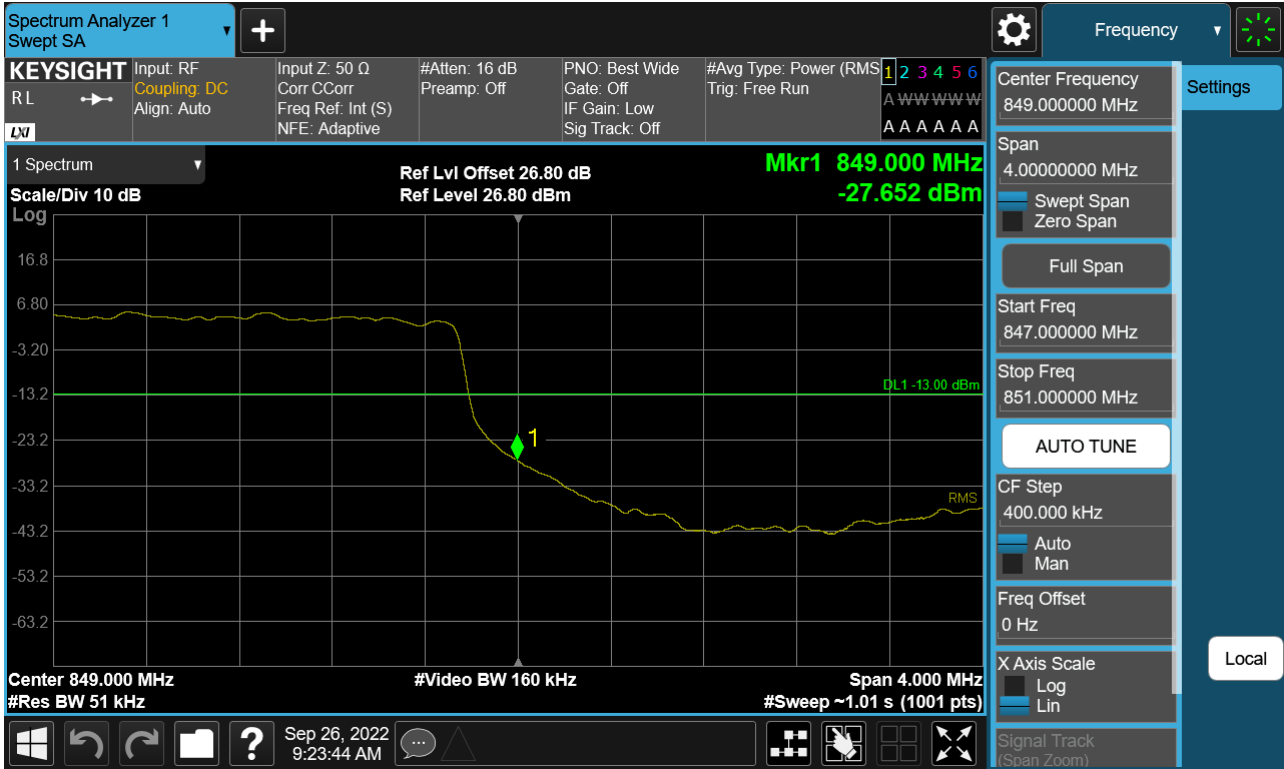 Spectrum Analyzer 1
Swept SA
Frequency
KEYSIGHT
R L
LXI
Input: RF
Coupling: DC
Align: Auto
Input Z: 50 Ω
Corr CCorr
Freq Ref: Int (S)
NFE: Adaptive
#Atten: 16 dB
Preamp: Off
PNO: Best Wide
Gate: Off
IF Gain: Low
Sig Track: Off
#Avg Type: Power (RMS
Trig: Free Run
1 2 3 4 5 6
A W W W W W
A A A A A A
1 Spectrum
Scale/Div 10 dB
Log
Ref Lvl Offset 26.80 dB
Ref Level 26.80 dBm
Mkr1 849.000 MHz
-27.652 dBm
16.8
6.80
-3.20
-13.2
-23.2
-33.2
-43.2
-53.2
-63.2
DL1 -13.00 dBm
1
RMS
Center 849.000 MHz
#Res BW 51 kHz
#Video BW 160 kHz
Span 4.000 MHz
#Sweep ~1.01 s (1001 pts)
Sep 26, 2022
9:23:44 AM
Center Frequency
849.000000 MHz
Span
4.00000000 MHz
Swept Span
Zero Span
Full Span
Start Freq
847.000000 MHz
Stop Freq
851.000000 MHz
AUTO TUNE
CF Step
400.000 kHz
Auto
Man
Freq Offset
0 Hz
X Axis Scale
Log
Lin
Signal Track
(Span Zoom)
Settings
Local